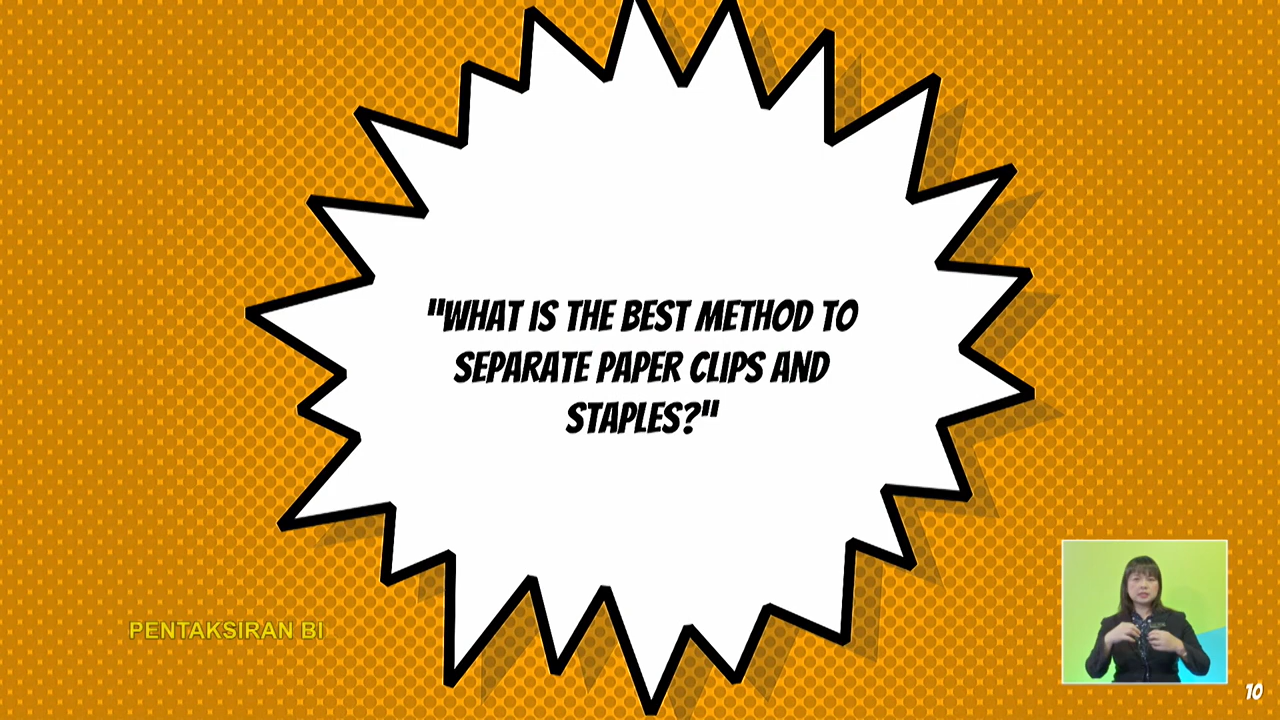 "WHAT IS THE BEST METHOD TO
SEPARATE PAPER CLIPS AND
STAPLES?"
PENTAKSIRAN BI
10